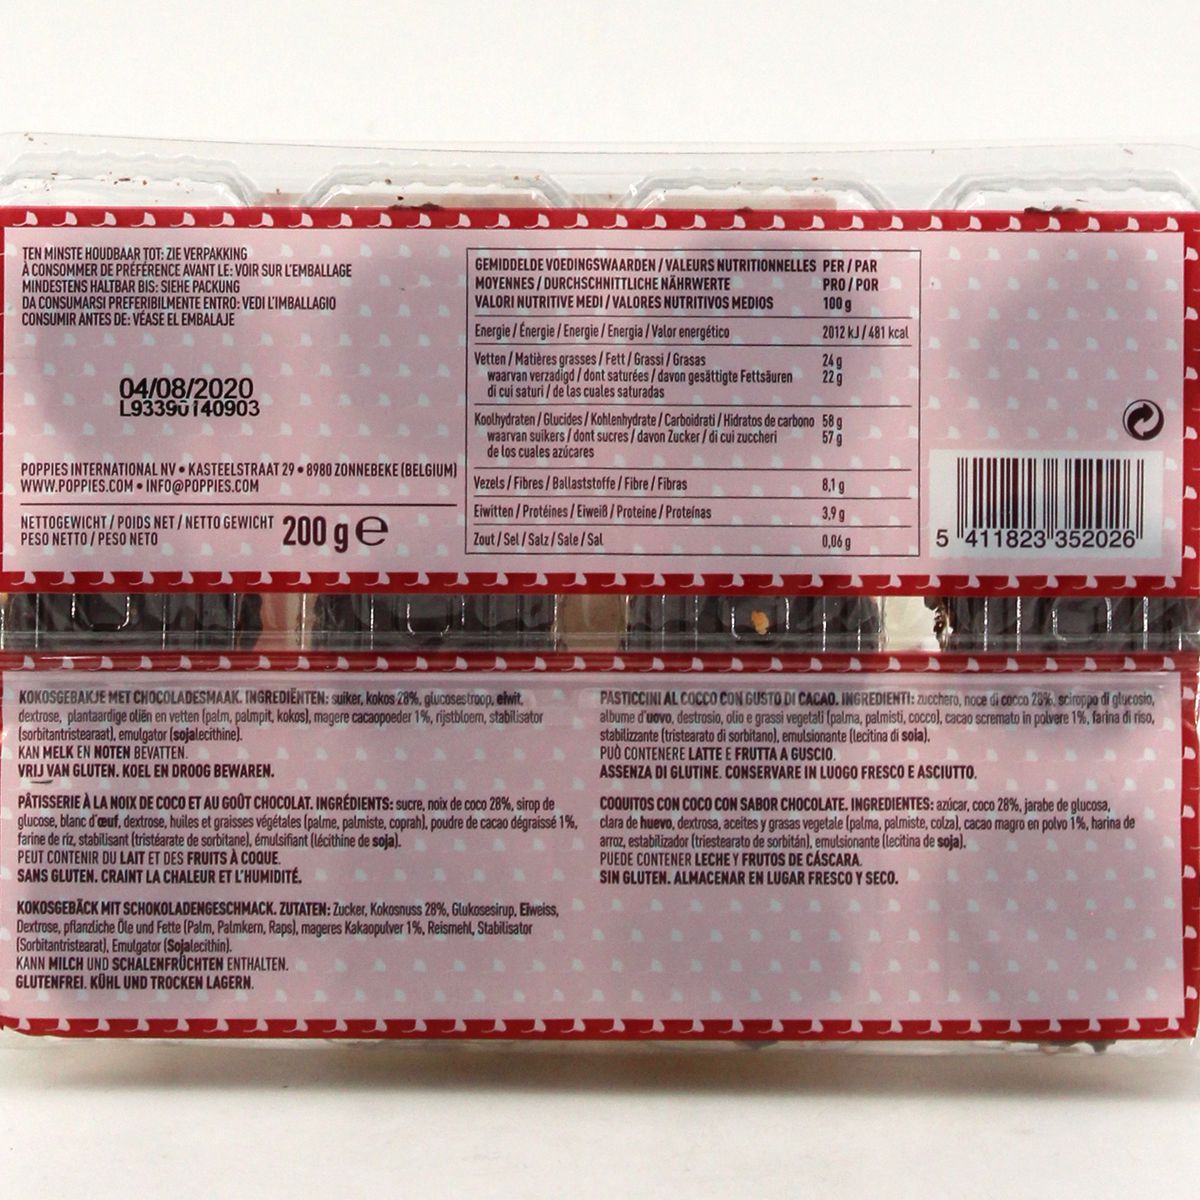 TEN MINSTE HOUDBAAR TOT: ZIE VERPAKKING
À CONSOMMER DE PRÉFÉRENCE AVANT LE: VOIR SUR L'EMBALLAGE
MINDESTENS HALTBAR BIS: SIEHE PACKUNG
DA CONSUMARSI PREFERIBILMENTE ENTRO: VEDI L'IMBALLAGIO
CONSUMIR ANTES DE: VÉASE EL EMBALAJE
04/08/2020
L93390140903
POPPIES INTERNATIONAL NV • KASTEELSTRAAT 29 • 8980 ZONNEBEKE (BELGIUM)
WWW.POPPIES.COM • INFO@POPPIES.COM
NETTOGEWICHT / POIDS NET / NETTO GEWICHT
PESO NETTO / PESO NETO
200 g e
GEMIDDELDE VOEDINGSWAARDEN / VALEURS NUTRITIONNELLES PER / PAR
MOYENNES / DURCHSCHNITTLICHE NÄHRWERTE PRO / POR
VALORI NUTRITIVE MEDI / VALORES NUTRITIVOS MEDIOS 100 g
Energie / Énergie / Energie / Energia / Valor energético 2012 kJ / 481 kcal
Vetten / Matières grasses / Fett / Grassi / Grasas 24 g
waarvan verzadigd / dont saturées / davon gesättigte Fettsäuren 22 g
di cui saturi / de las cuales saturadas
Koolhydraten / Glucides / Kohlenhydrate / Carboidrati / Hidratos de carbono 58 g
waarvan suikers / dont sucres / davon Zucker / di cui zuccheri 57 g
de los cuales azúcares
Vezels / Fibres / Ballaststoffe / Fibre / Fibras 8,1 g
Eiwitten / Protéines / Eiweiß / Proteine / Proteínas 3,9 g
Zout / Sel / Salz / Sale / Sal 0,06 g
5 411823 352026
KOKOSGEBAKJE MET CHOCOLADESMAAK. INGREDIËNTEN: suiker, kokos 28%, glucosestroop, eiwit,
dextrose, plantaardige oliën en vetten (palm, palmpit, kokos), magere cacaopoeder 1%, rijstbloem, stabilisator
(sorbitantristearaat), emulgator (sojalecithine).
KAN MELK EN NOTEN BEVATTEN.
VRIJ VAN GLUTEN. KOEL EN DROOG BEWAREN.
PÂTISSERIE À LA NOIX DE COCO ET AU GOÛT CHOCOLAT. INGRÉDIENTS: sucre, noix de coco 28%, sirop de
glucose, blanc d'œuf, dextrose, huiles et graisses végétales (palme, palmiste, coprah), poudre de cacao dégraissé 1%,
farine de riz, stabilisant (tristéarate de sorbitane), émulsifiant (lécithine de soja).
PEUT CONTENIR DU LAIT ET DES FRUITS À COQUE.
SANS GLUTEN. CRAINT LA CHALEUR ET L'HUMIDITÉ.
KOKOSGEBÄCK MIT SCHOKOLADENGESCHMACK. ZUTATEN: Zucker, Kokosnuss 28%, Glukosesirup, Eiweiss,
Dextrose, pflanzliche Öle und Fette (Palm, Palmkern, Raps), mageres Kakaopulver 1%, Reismehl, Stabilisator
(Sorbitantristearat), Emulgator (Sojalecithin).
KANN MILCH UND SCHALENFRÜCHTEN ENTHALTEN.
GLUTENFREI. KÜHL UND TROCKEN LAGERN.
PASTICCINI AL COCCO CON GUSTO DI CACAO. INGREDIENTI: zucchero, noce di cocco 28%, sciroppo di glucosio,
albume d'uovo, destrosio, olio e grassi vegetali (palma, palmisti, cocco), cacao scremato in polvere 1%, farina di riso,
stabilizzante (tristearato di sorbitano), emulsionante (lecitina di soia).
PUÒ CONTENERE LATTE E FRUTTA A GUSCIO.
ASSENZA DI GLUTINE. CONSERVARE IN LUOGO FRESCO E ASCIUTTO.
COQUITOS CON COCO CON SABOR CHOCOLATE. INGREDIENTES: azúcar, coco 28%, jarabe de glucosa,
clara de huevo, dextrosa, aceites y grasas vegetale (palma, palmiste, colza), cacao magro en polvo 1%, harina de
arroz, estabilizador (triestearato de sorbitán), emulsionante (lecitina de soja).
PUEDE CONTENER LECHE Y FRUTOS DE CÁSCARA.
SIN GLUTEN. ALMACENAR EN LUGAR FRESCO Y SECO.